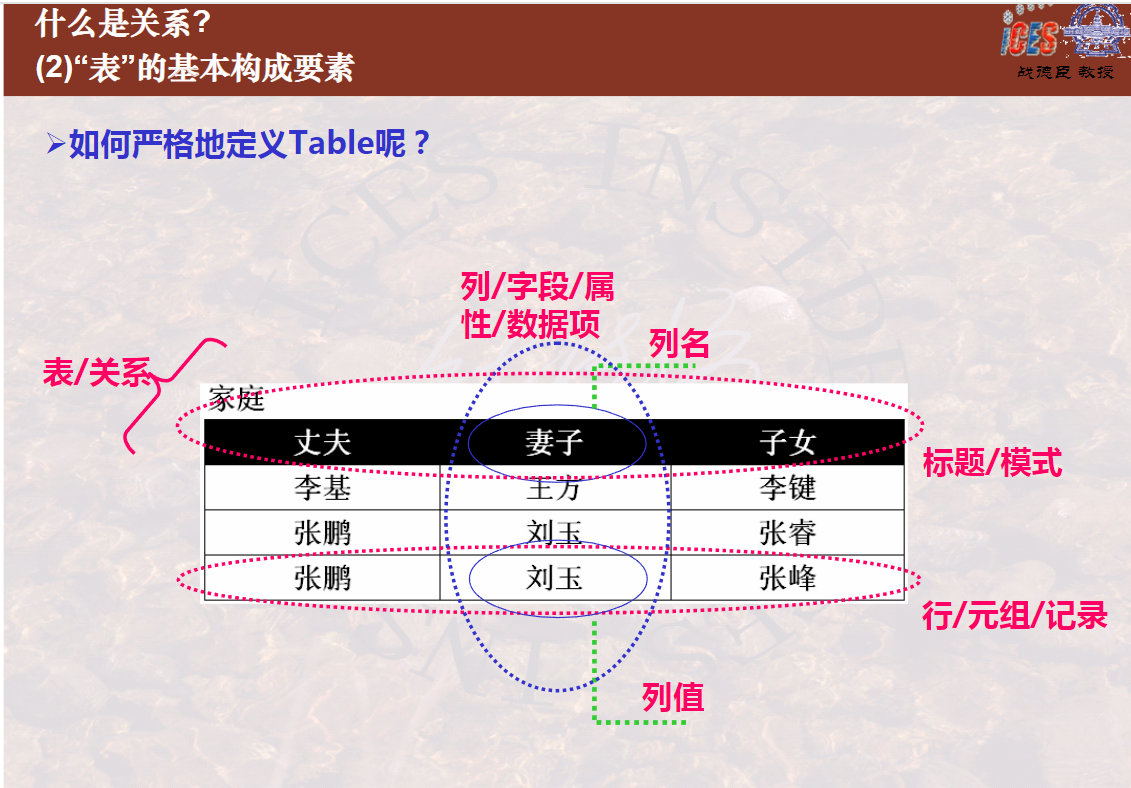 什么是关系?
(2)“表”的基本构成要素
ICES
战德臣 教授
➢如何严格地定义Table呢？
列/字段/属
性/数据项
列名
表/关系
家庭
丈夫 妻子 子女
标题/模式
李基 王方 李键
张鹏 刘玉 张睿
张鹏 刘玉 张峰
行/元组/记录
列值